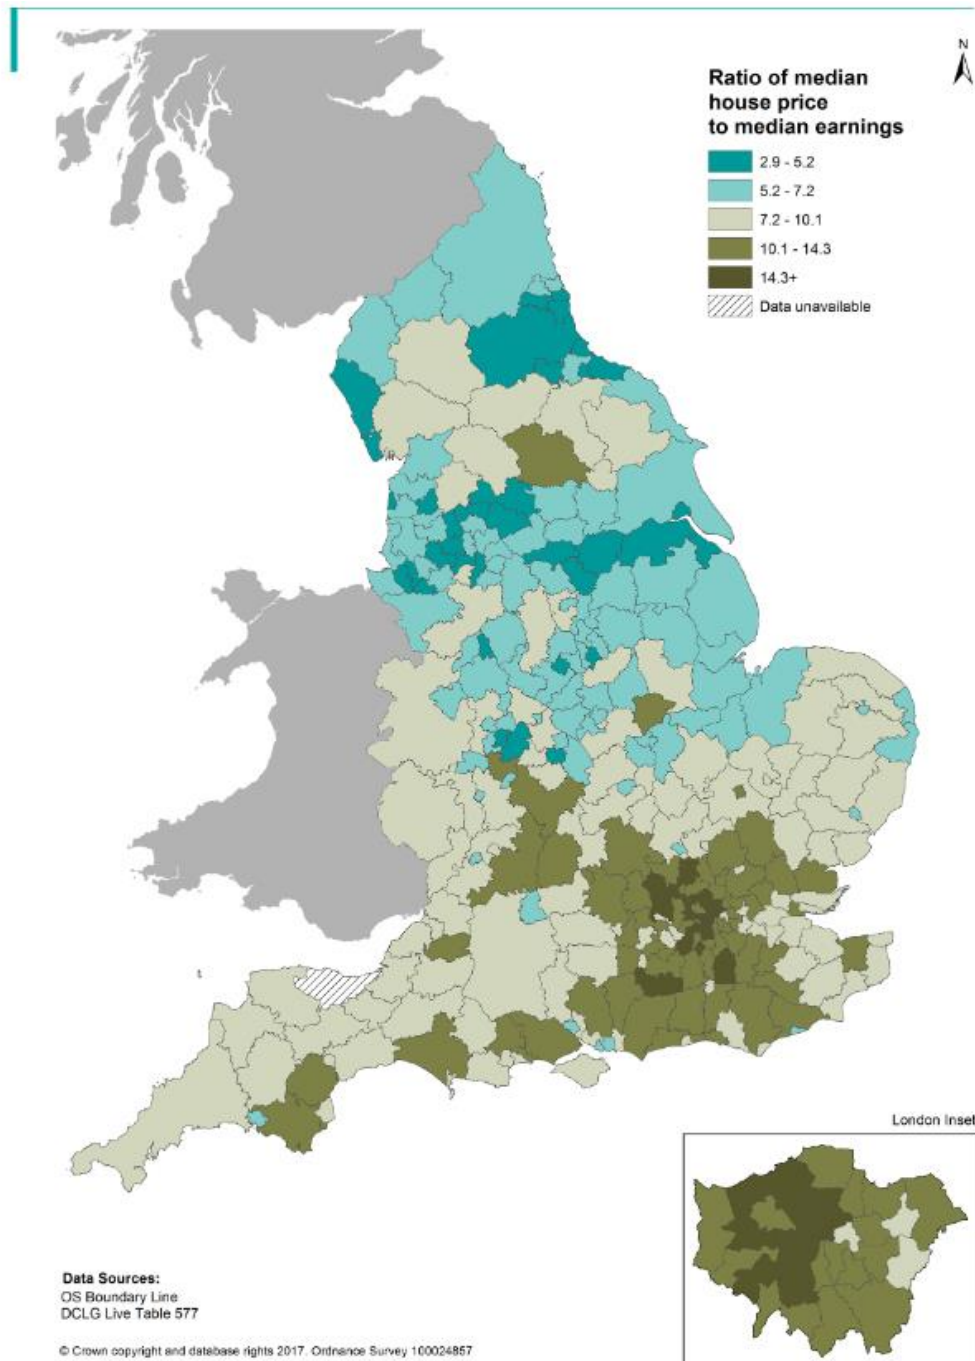 N
Ratio of median
house price
to median earnings
2.9 - 5.2
5.2 - 7.2
7.2 - 10.1
10.1 - 14.3
14.3+
Data unavailable
London Inset
Data Sources:
OS Boundary Line
DCLG Live Table 577
© Crown copyright and database rights 2017. Ordnance Survey 100024857